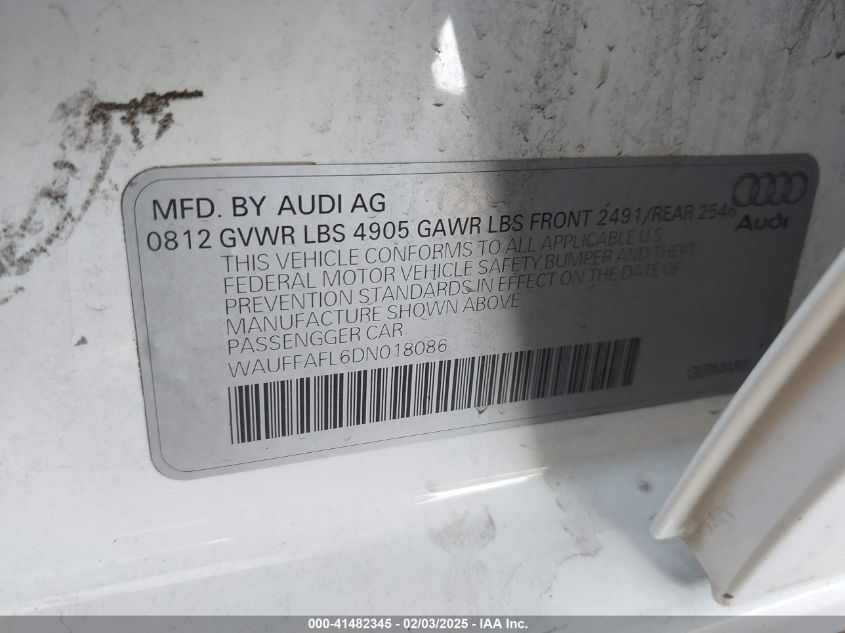 MFD. BY AUDI AG
0812 GVWR LBS 4905 GAWR LBS FRONT 2491/REAR 2546
Audi
THIS VEHICLE CONFORMS TO ALL APPLICABLE U.S.
FEDERAL MOTOR VEHICLE SAFETY, BUMPER AND THEFT
PREVENTION STANDARDS IN EFFECT ON THE DATE OF
MANUFACTURE SHOWN ABOVE
PASSENGGER CAR
WAUFFAFL6DN018086
GERMANY
000-41482345 - 02/03/2025 - IAA Inc.